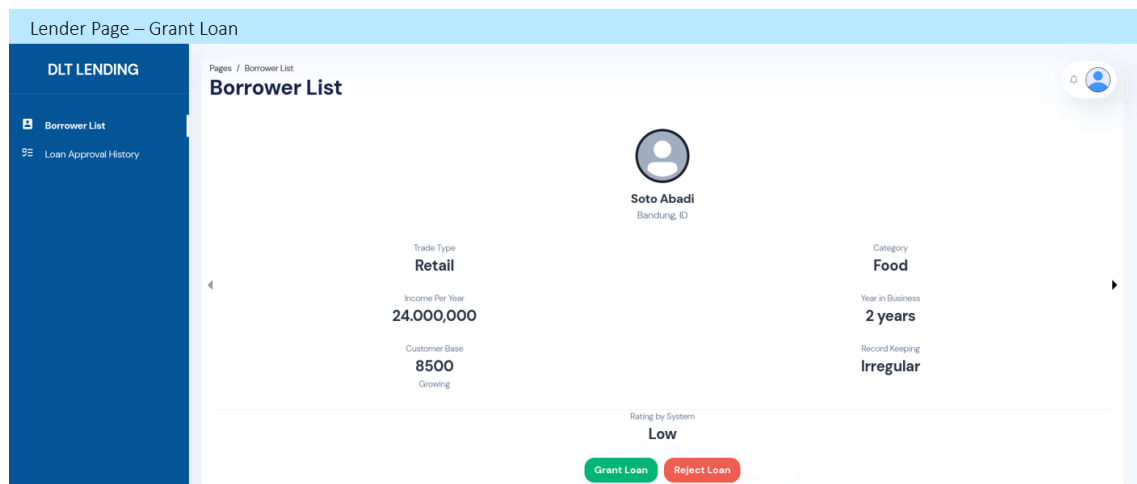 Lender Page – Grant Loan
DLT LENDING
Borrower List
Loan Approval History
Pages / Borrower List
Borrower List
Soto Abadi
Bandung, ID
Trade Type
Retail
Category
Food
Income Per Year
24.000,000
Year in Business
2 years
Customer Base
8500
Growing
Record Keeping
Irregular
Rating by System
Low
Grant Loan
Reject Loan